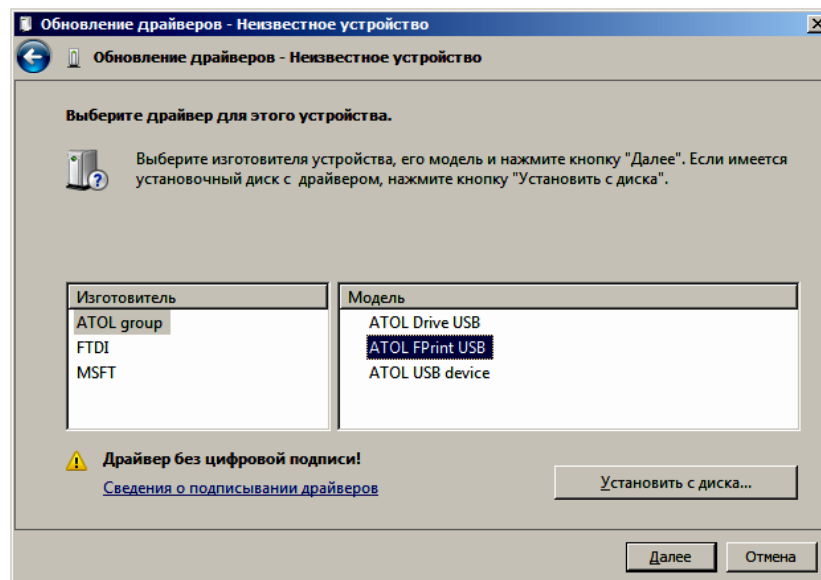 Обновление драйверов - Неизвестное устройство
Обновление драйверов - Неизвестное устройство
Выберите драйвер для этого устройства.
Выберите изготовителя устройства, его модель и нажмите кнопку "Далее". Если имеется
установочный диск с драйвером, нажмите кнопку "Установить с диска".
Изготовитель
ATOL group
FTDI
MSFT
Модель
ATOL Drive USB
ATOL FPrint USB
ATOL USB device
Драйвер без цифровой подписи!
Сведения о подписывании драйверов
Установить с диска...
Далее
Отмена